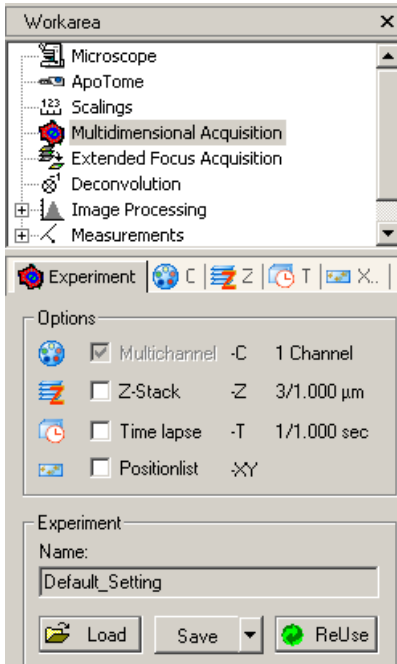 Workarea
Microscope
ApoTome
123 Scalings
Multidimensional Acquisition
Extended Focus Acquisition
Deconvolution
Image Processing
Measurements
Experiment C Z T X..
Options
Multichannel -C 1 Channel
Z-Stack -Z 3/1.000 µm
Time lapse -T 1/1.000 sec
Positionlist -XY
Experiment
Name:
Default_Setting
Load Save ReUse